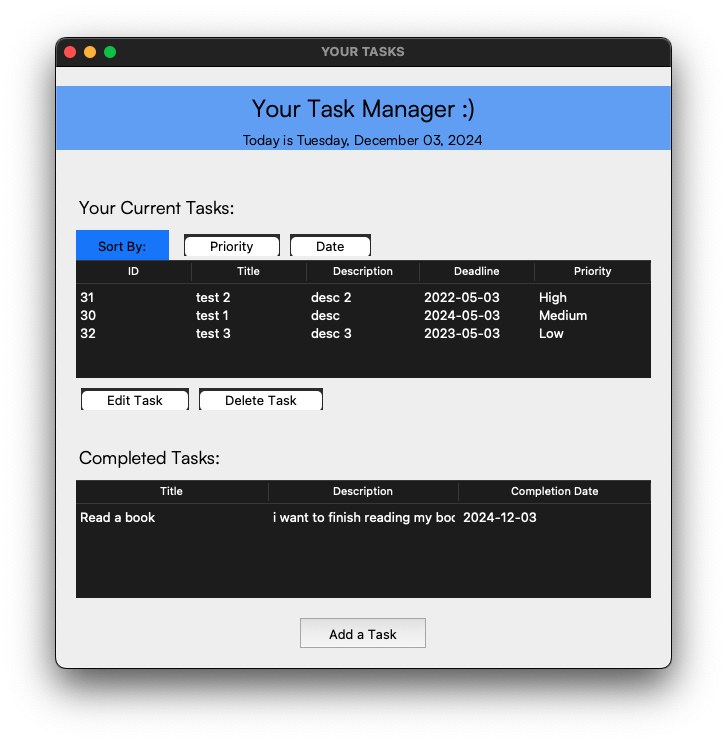 YOUR TASKS
Your Task Manager :)
Today is Tuesday, December 03, 2024
Your Current Tasks:
Sort By: Priority Date
ID Title Description Deadline Priority
31 test 2 desc 2 2022-05-03 High
30 test 1 desc 2024-05-03 Medium
32 test 3 desc 3 2023-05-03 Low
Edit Task Delete Task
Completed Tasks:
Title Description Completion Date
Read a book i want to finish reading my boo 2024-12-03
Add a Task